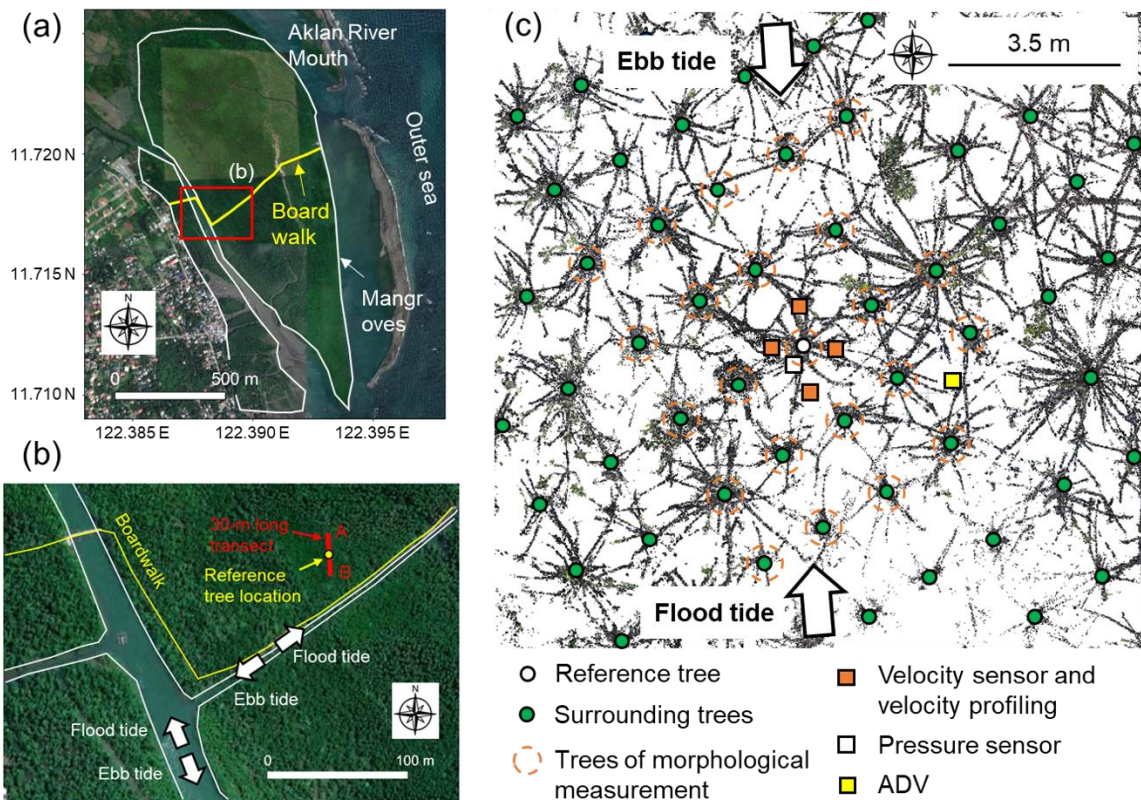 (a)
Aklan River
Mouth
Outer sea
11.720 N
(b)
Board
walk
11.715 N
Mangr
oves
N
0
500 m
11.710 N
122.385 E
122.390 E
122.395 E
(b)
Boardwalk
30-m long
transect
A
Reference
tree location
B
Flood tide
Ebb tide
Flood tide
Ebb tide
N
0
100 m
(c)
Ebb tide
N
3.5 m
Flood tide
Reference tree
Surrounding trees
Trees of morphological
measurement
Velocity sensor and
velocity profiling
Pressure sensor
ADV